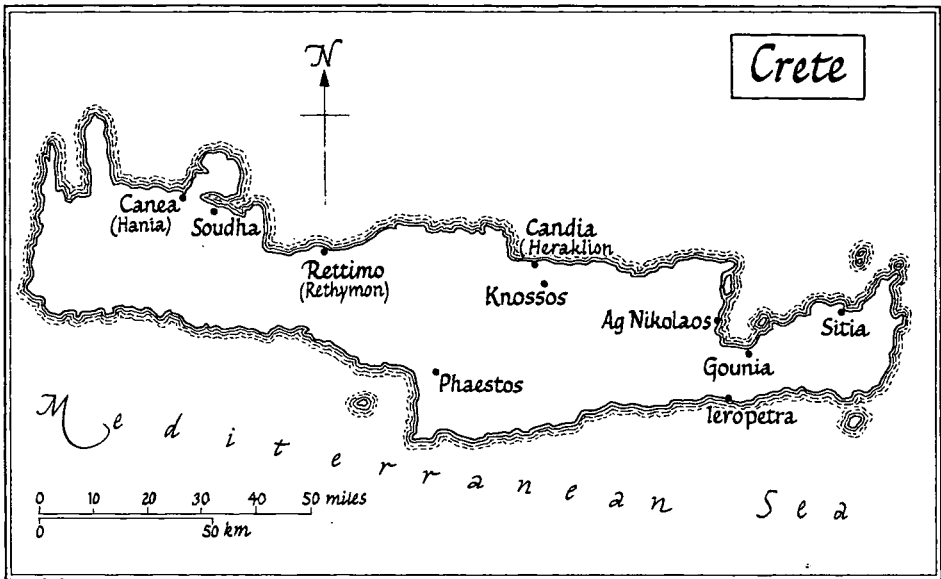 Crete
N
Canea
(Hania)
Soudha
Rettimo
(Rethymon)
Candia
(Heraklion
Knossos
Ag Nikolaos
Sitia
Gounia
Phaestos
Ieropetra
Mediterranean Sea
0 10 20 30 40 50 miles
0 50 km